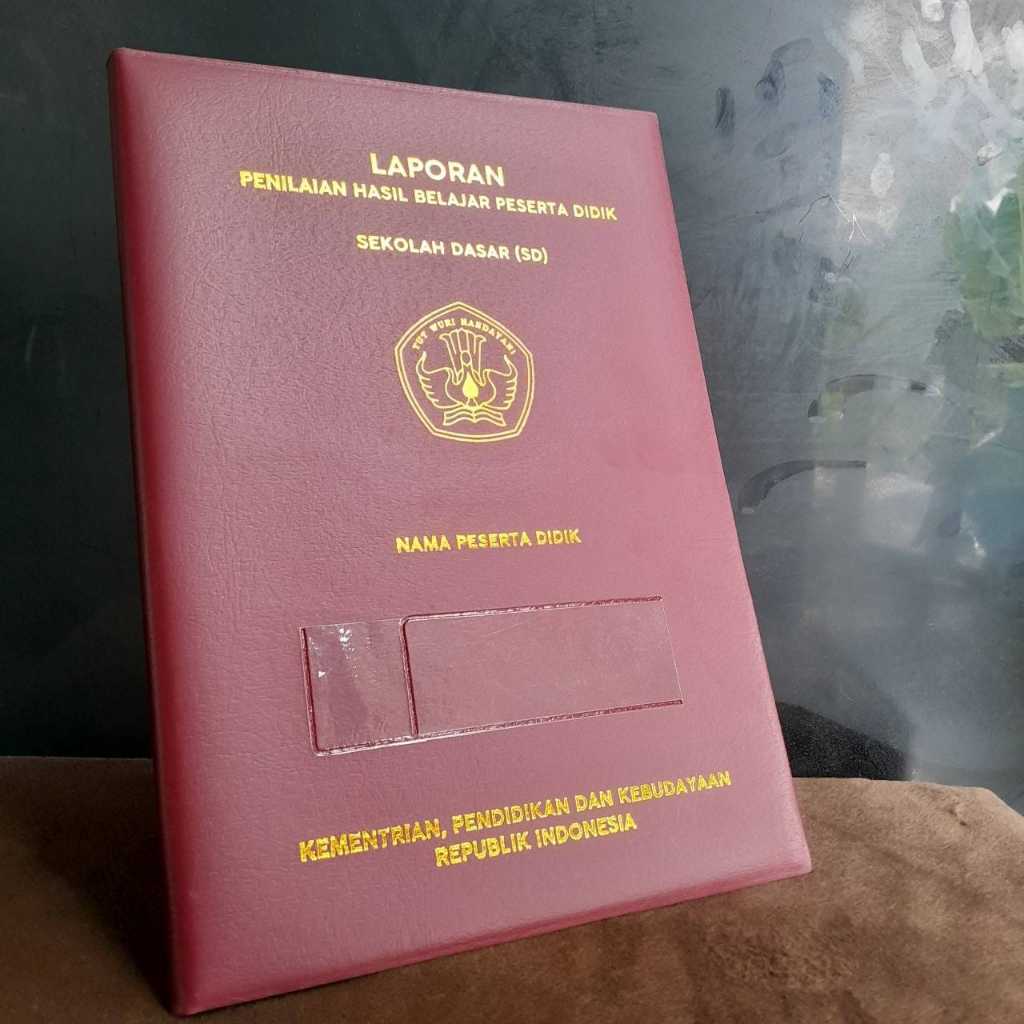 LAPORAN
PENILAIAN HASIL BELAJAR PESERTA DIDIK
SEKOLAH DASAR (SD)
TUT WURI HANDAYANI
NAMA PESERTA DIDIK
KEMENTRIAN, PENDIDIKAN DAN KEBUDAYAAN
REPUBLIK INDONESIA